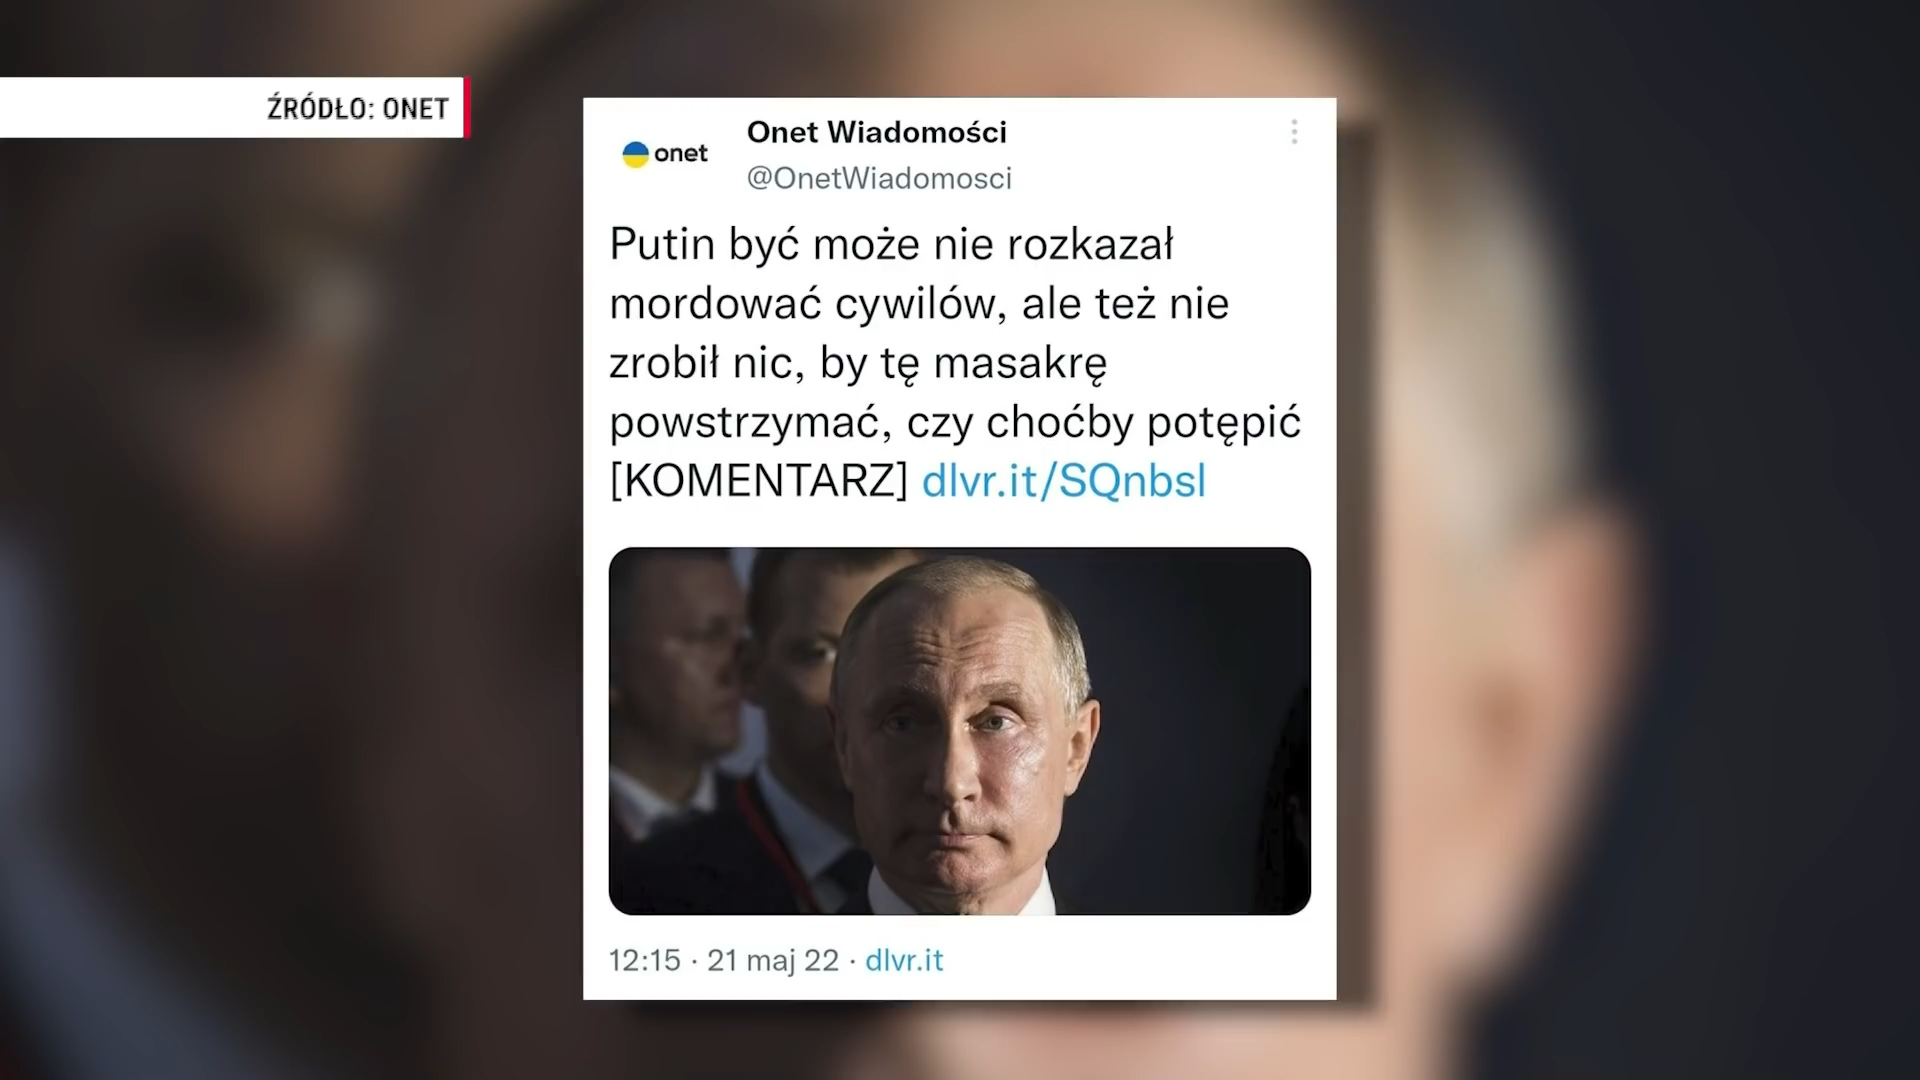 ŹRÓDŁO: ONET
onet
Onet Wiadomości
@OnetWiadomosci
Putin być może nie rozkazał
mordować cywilów, ale też nie
zrobił nic, by tę masakrę
powstrzymać, czy choćby potępić
[KOMENTARZ] dlvr.it/SQnbsl
12:15 · 21 maj 22 · dlvr.it